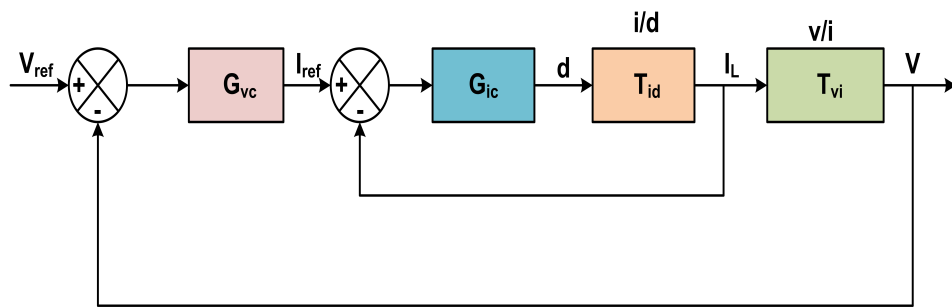 i/d
v/i
Vref
Iref
d
IL
V
+
-
Gvc
+
-
Gic
Tid
Tvi